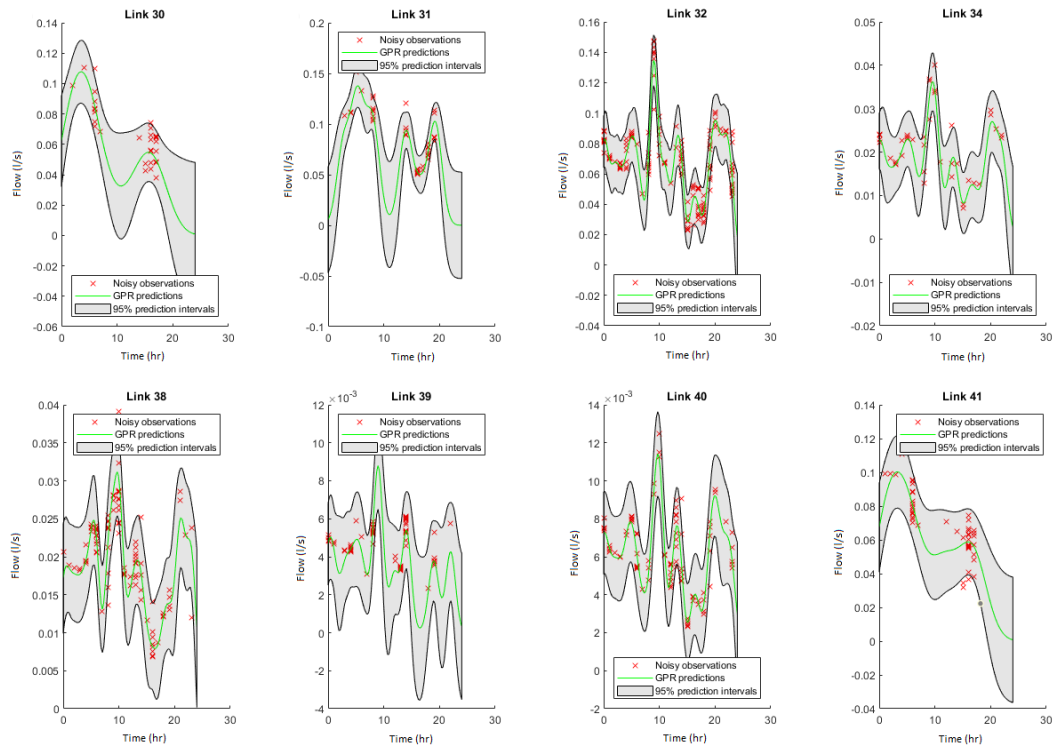 Link 30
Flow (l/s)
0.14
0.12
0.1
0.08
0.06
0.04
0.02
0
-0.02
-0.04
-0.06
0
10
20
30
Time (hr)
Noisy observations
GPR predictions
95% prediction intervals
Link 31
Flow (l/s)
0.2
0.15
0.1
0.05
0
-0.05
-0.1
0
10
20
30
Time (hr)
Noisy observations
GPR predictions
95% prediction intervals
Link 32
Flow (l/s)
0.16
0.14
0.12
0.1
0.08
0.06
0.04
0.02
0
-0.02
-0.04
0
10
20
30
Time (hr)
Noisy observations
GPR predictions
95% prediction intervals
Link 34
Flow (l/s)
0.05
0.04
0.03
0.02
0.01
0
-0.01
-0.02
0
10
20
30
Time (hr)
Noisy observations
GPR predictions
95% prediction intervals
Link 38
Flow (l/s)
0.04
0.035
0.03
0.025
0.02
0.015
0.01
0.005
0
0
10
20
30
Time (hr)
Noisy observations
GPR predictions
95% prediction intervals
Link 39
×10-3
Flow (l/s)
12
10
8
6
4
2
0
-2
-4
0
10
20
30
Time (hr)
Noisy observations
GPR predictions
95% prediction intervals
Link 40
×10-3
Flow (l/s)
14
12
10
8
6
4
2
0
-2
0
10
20
30
Time (hr)
Noisy observations
GPR predictions
95% prediction intervals
Link 41
Flow (l/s)
0.14
0.12
0.1
0.08
0.06
0.04
0.02
0
-0.02
-0.04
0
10
20
30
Time (hr)
Noisy observations
GPR predictions
95% prediction intervals